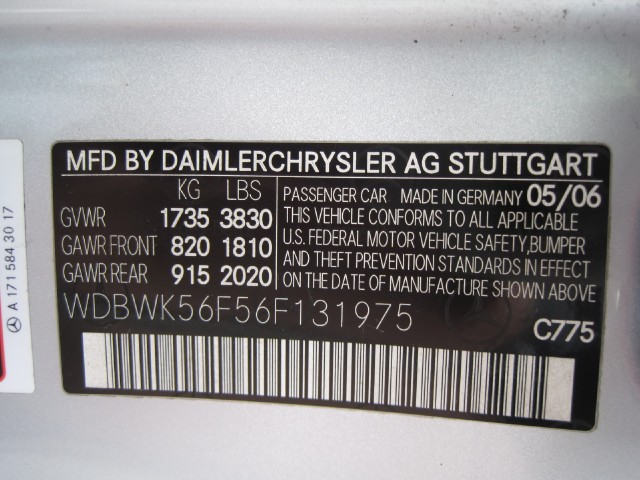 MFD BY DAIMLERCHRYSLER AG STUTTGART
KG LBS
GVWR 1735 3830
GAWR FRONT 820 1810
GAWR REAR 915 2020
PASSENGER CAR MADE IN GERMANY 05/06
THIS VEHICLE CONFORMS TO ALL APPLICABLE
U.S. FEDERAL MOTOR VEHICLE SAFETY, BUMPER
AND THEFT PREVENTION STANDARDS IN EFFECT
ON THE DATE OF MANUFACTURE SHOWN ABOVE.
WDBWK56F56F131975
C775
A 171 584 30 17